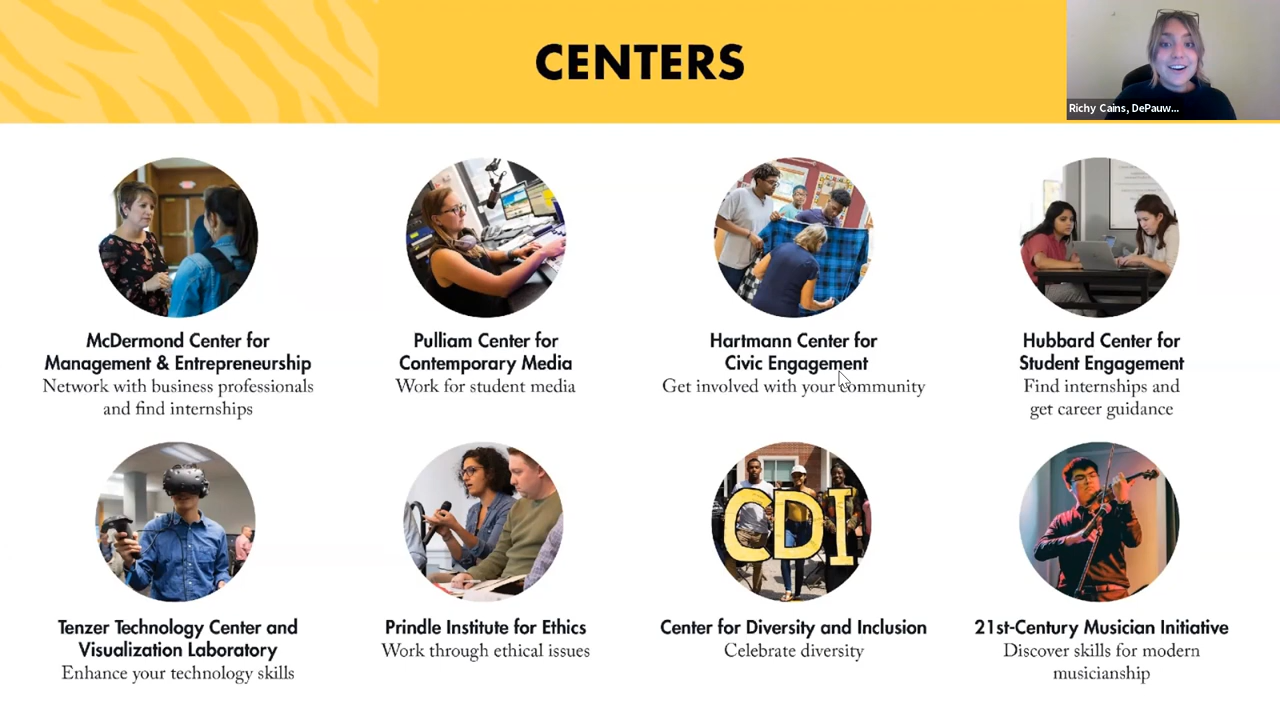 CENTERS
Richy Cains, DePauw...
McDermond Center for
Management & Entrepreneurship
Network with business professionals
and find internships
Pulliam Center for
Contemporary Media
Work for student media
Hartmann Center for
Civic Engagement
Get involved with your community
Hubbard Center for
Student Engagement
Find internships and
get career guidance
CDI
Tenzer Technology Center and
Visualization Laboratory
Enhance your technology skills
Prindle Institute for Ethics
Work through ethical issues
Center for Diversity and Inclusion
Celebrate diversity
21st-Century Musician Initiative
Discover skills for modern
musicianship